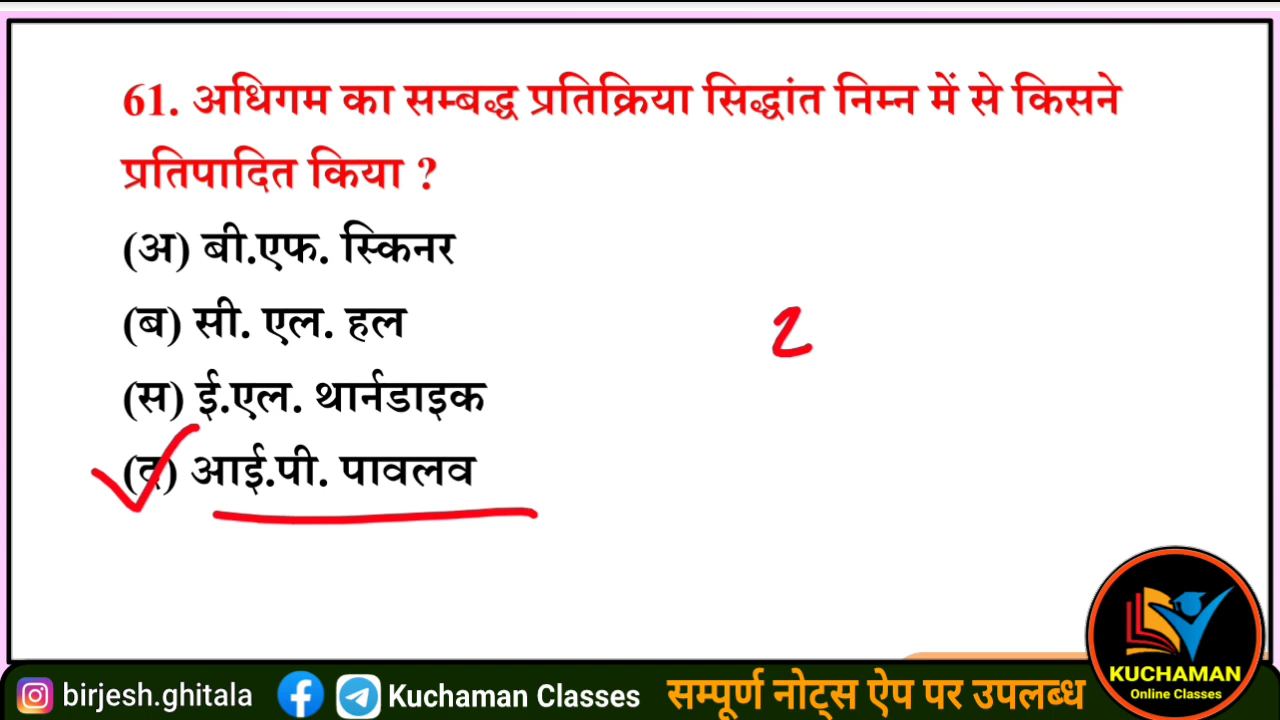 61. अधिगम का सम्बद्ध प्रतिक्रिया सिद्धांत निम्न में से किसने
प्रतिपादित किया ?
(अ) बी.एफ. स्किनर
(ब) सी. एल. हल
2
(स) ई.एल. थार्नडाइक
(द) आई.पी. पावलव
KUCHAMAN
Online Classes
birjesh.ghitala
Kuchaman Classes
सम्पूर्ण नोट्स ऐप पर उपलब्ध